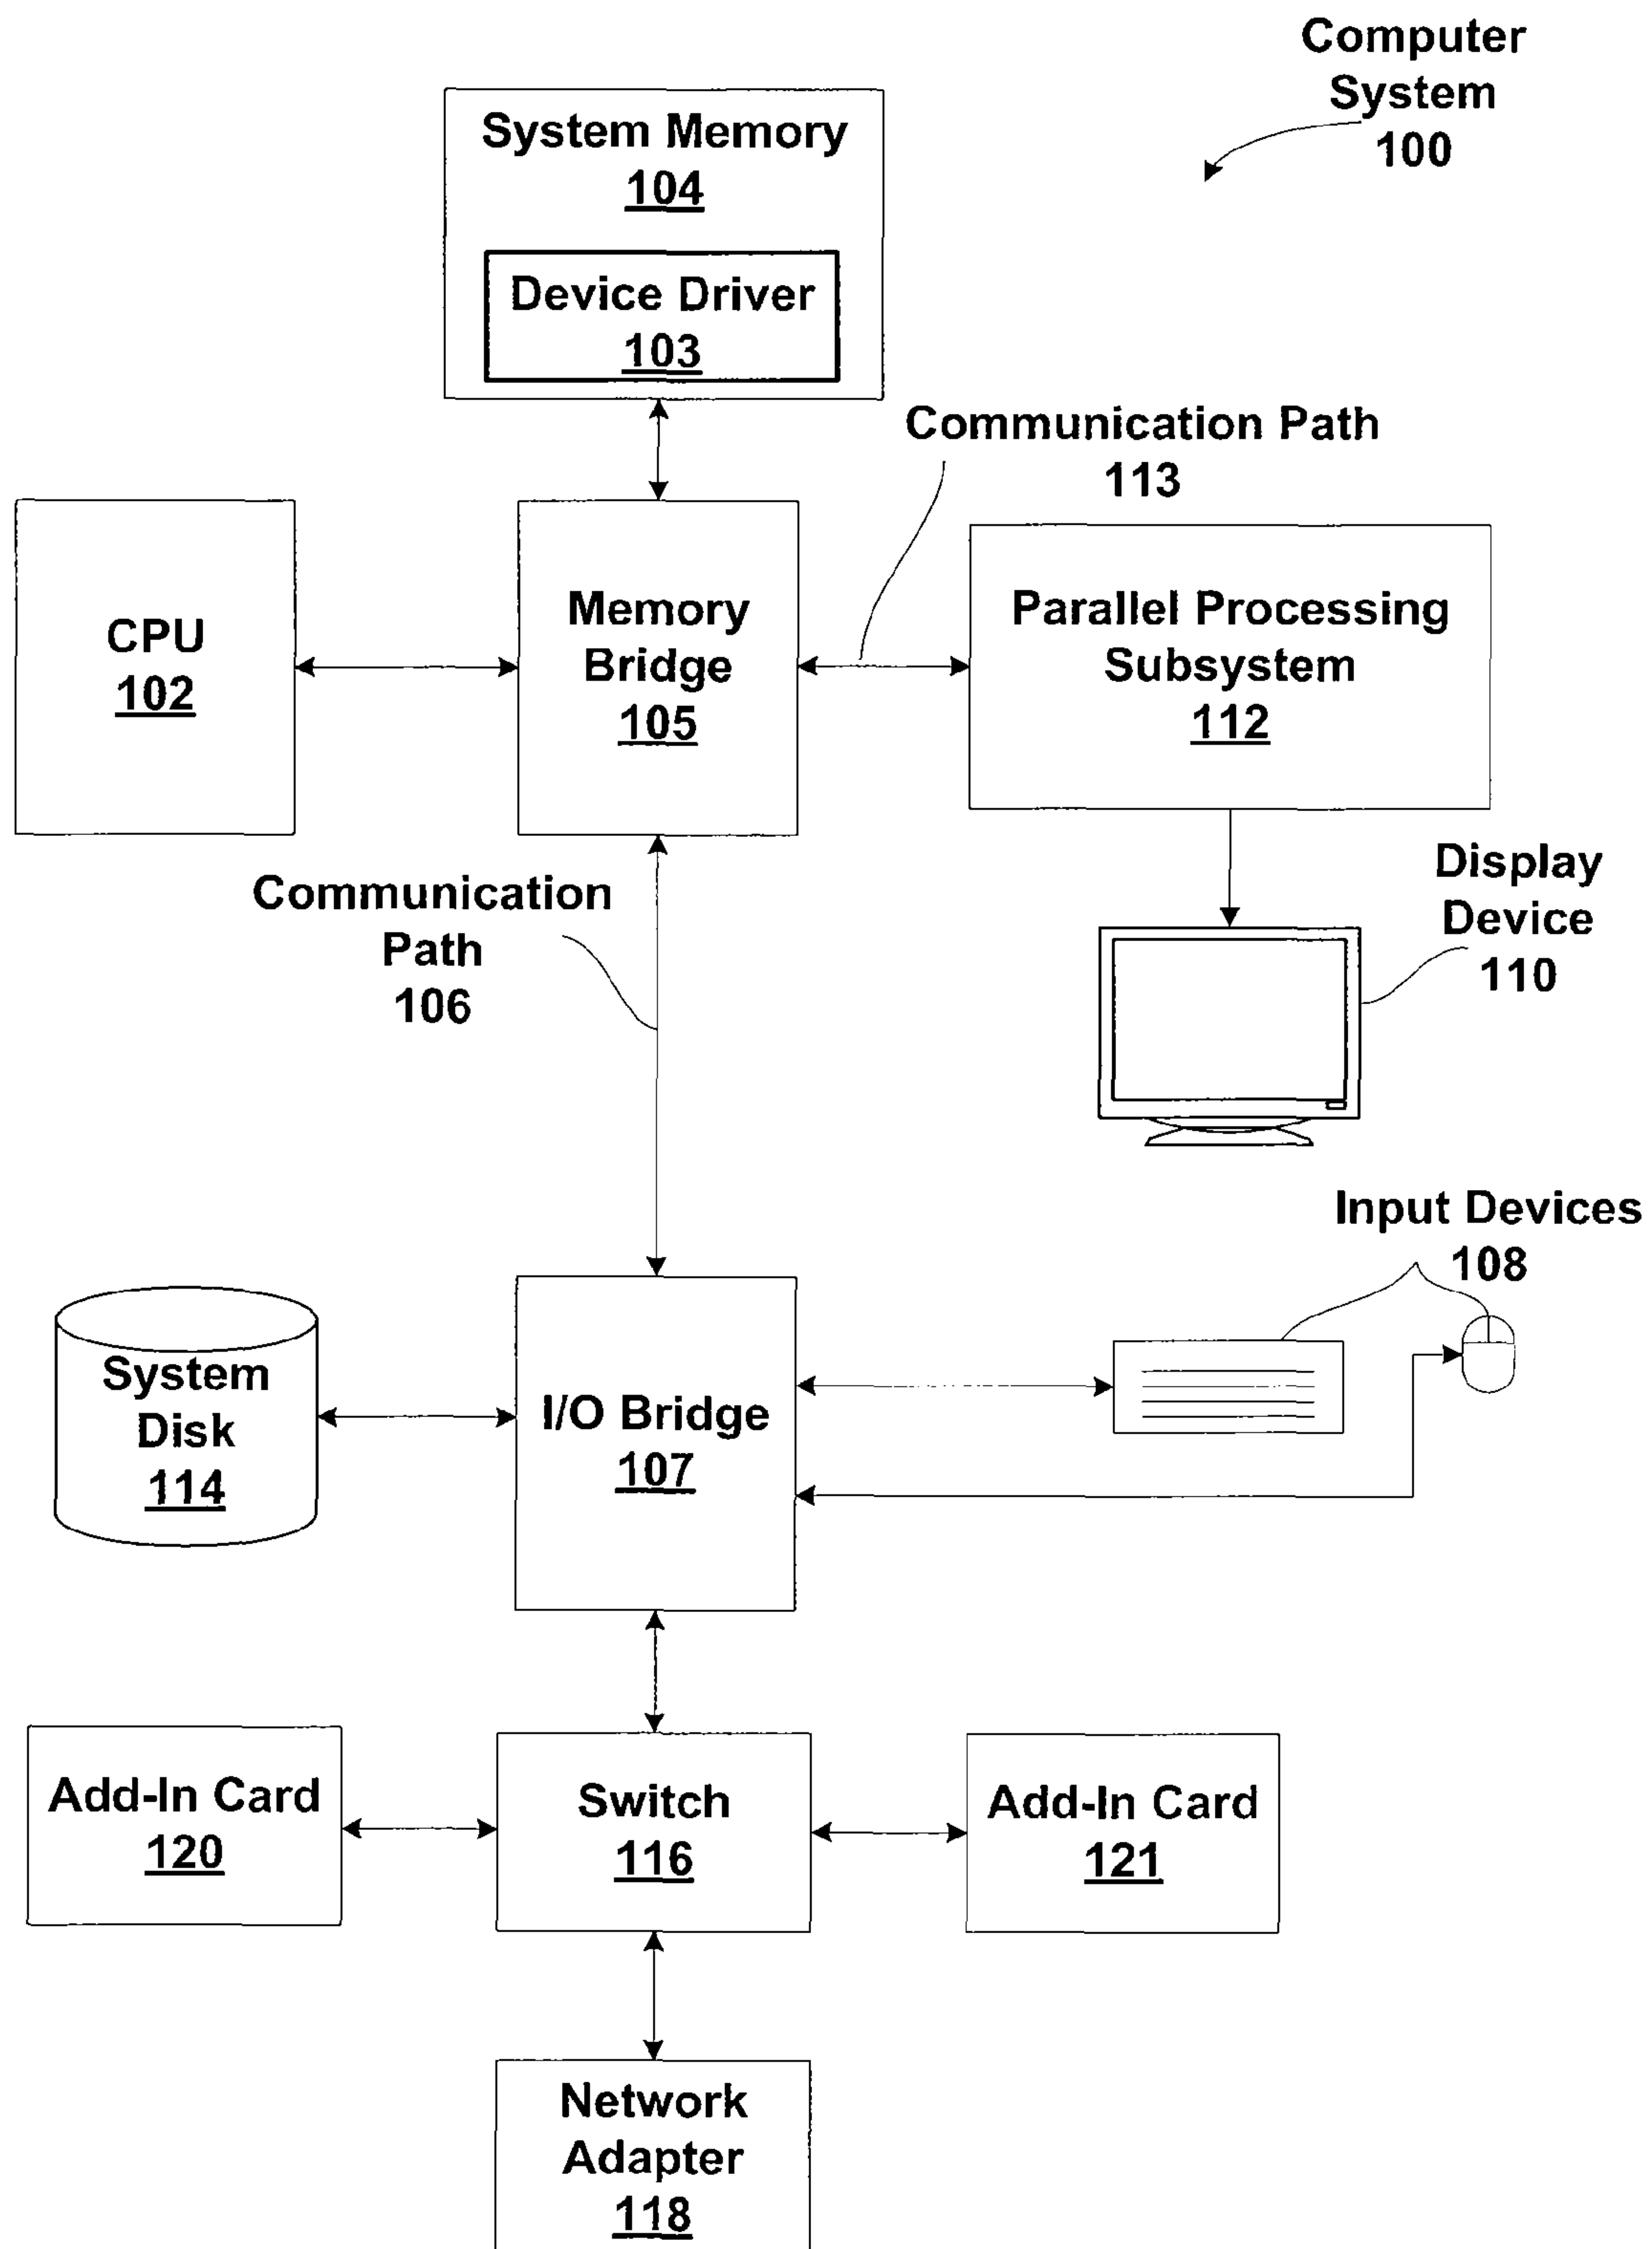 Computer
System
100
System Memory
104
Device Driver
103
Communication Path
113
CPU
102
Memory
Bridge
105
Parallel Processing
Subsystem
112
Communication
Path
106
Display
Device
110
Input Devices
108
System
Disk
114
I/O Bridge
107
Add-In Card
120
Switch
116
Add-In Card
121
Network
Adapter
118